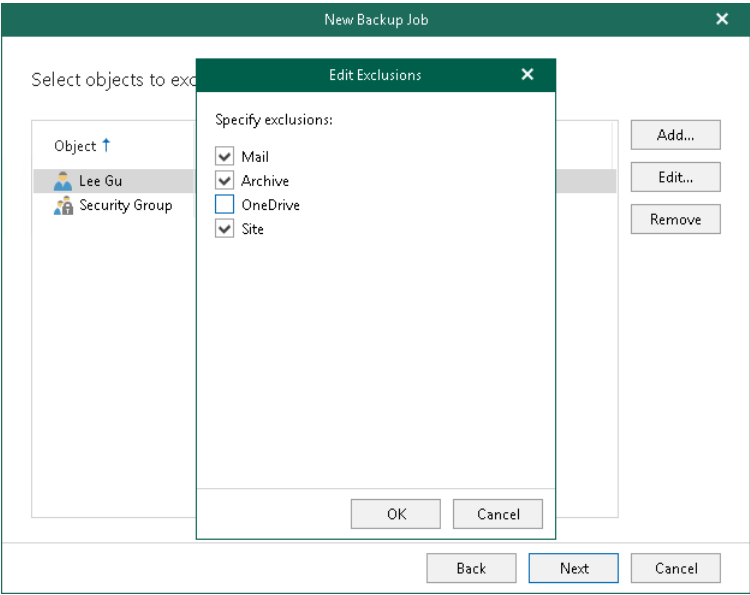 New Backup Job
Select objects to exc
Edit Exclusions
Specify exclusions:
Mail
Archive
OneDrive
Site
Object
Lee Gu
Security Group
Add...
Edit...
Remove
OK
Cancel
Back
Next
Cancel